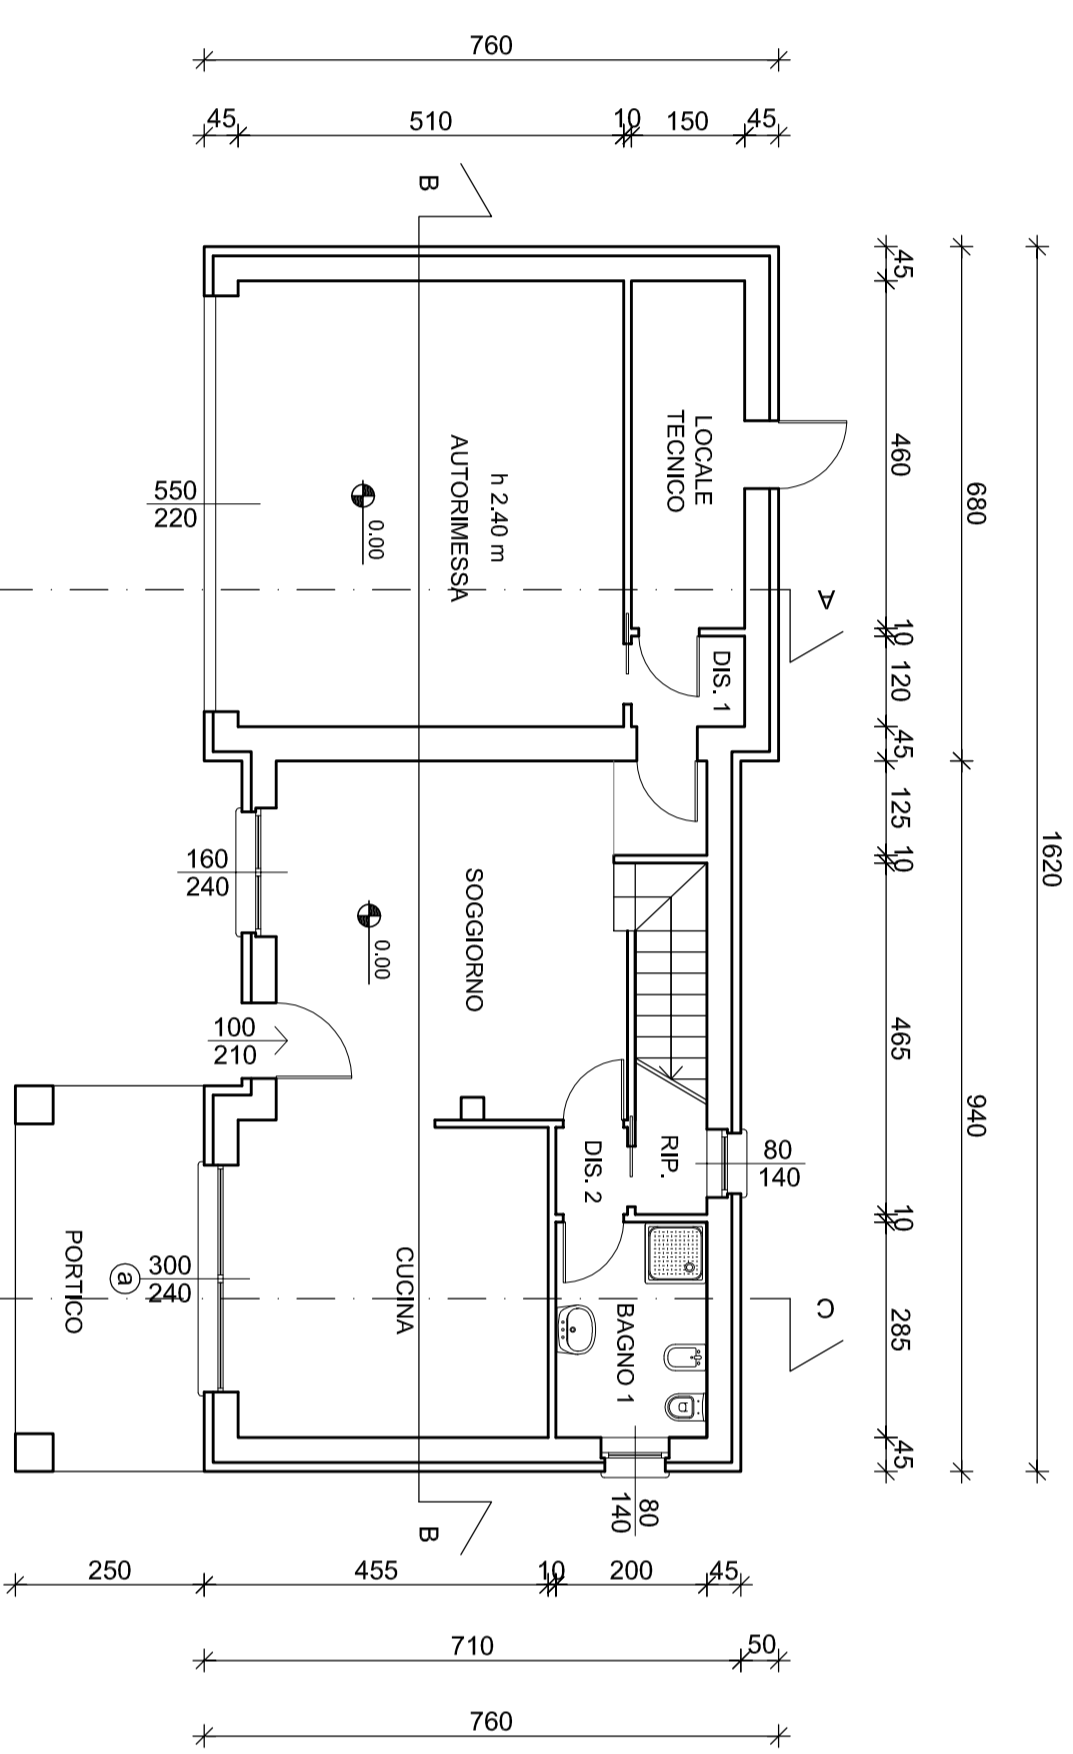 760
45
510
10
150
45
B
45
460
10
120
45
125
10
465
10
285
45
680
940
1620
LOCALE
TECNICO
h 2.40 m
AUTORIMESSA
0.00
550
220
A
DIS. 1
160
240
SOGGIORNO
0.00
100
210
DIS. 2
RIP.
80
140
PORTICO
a
300
240
CUCINA
BAGNO 1
C
80
140
B
250
455
10
200
45
710
50
760